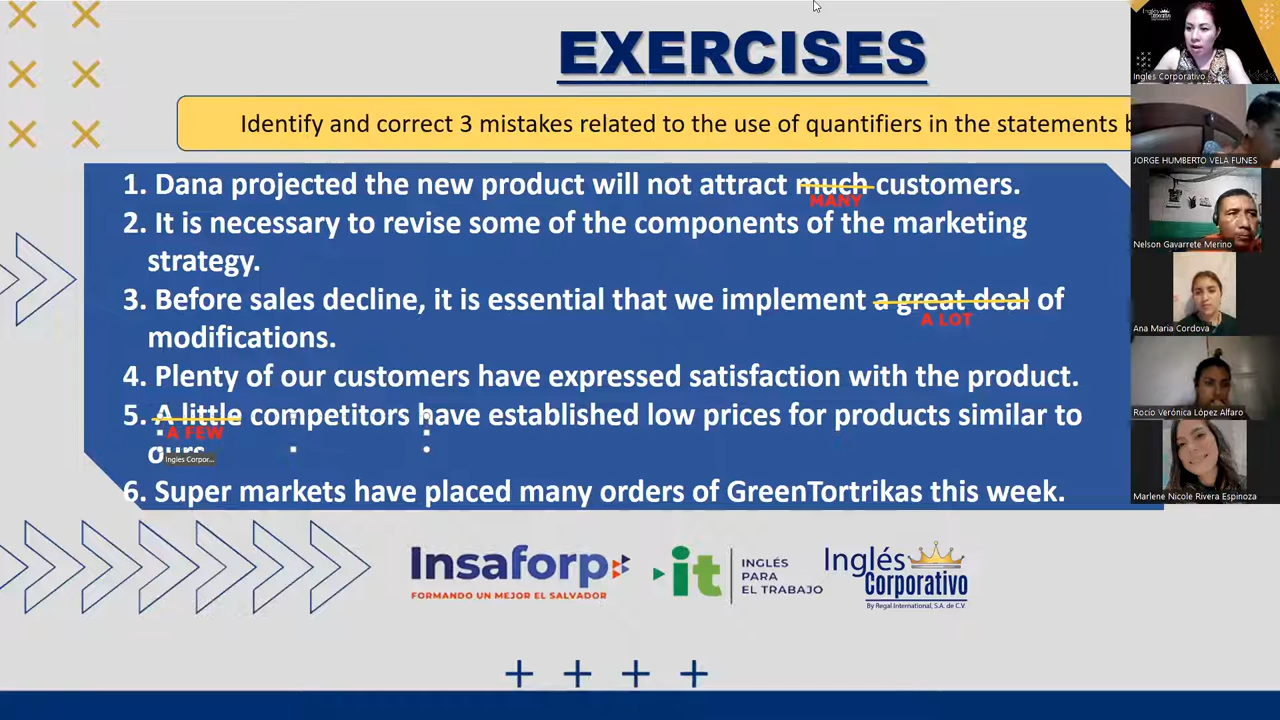 EXERCISES
Identify and correct 3 mistakes related to the use of quantifiers in the statements
1. Dana projected the new product will not attract much customers.
MANY
2. It is necessary to revise some of the components of the marketing
strategy.
3. Before sales decline, it is essential that we implement a great deal of
A LOT
modifications.
4. Plenty of our customers have expressed satisfaction with the product.
5. A little competitors have established low prices for products similar to
A FEW
ours.
Ingles Corpor...
6. Super markets have placed many orders of GreenTortrikas this week.
Insaforp
FORMANDO UN MEJOR EL SALVADOR
it
INGLÉS
PARA
EL TRABAJO
Inglés
Corporativo
By Regal International, S.A. de C.V.
Ingles Corporativo
JORGE HUMBERTO VELA FUNES
Nelson Gavarrete Merino
Ana Maria Cordova
Rocío Verónica López Alfaro
Marlene Nicole Rivera Espinoza